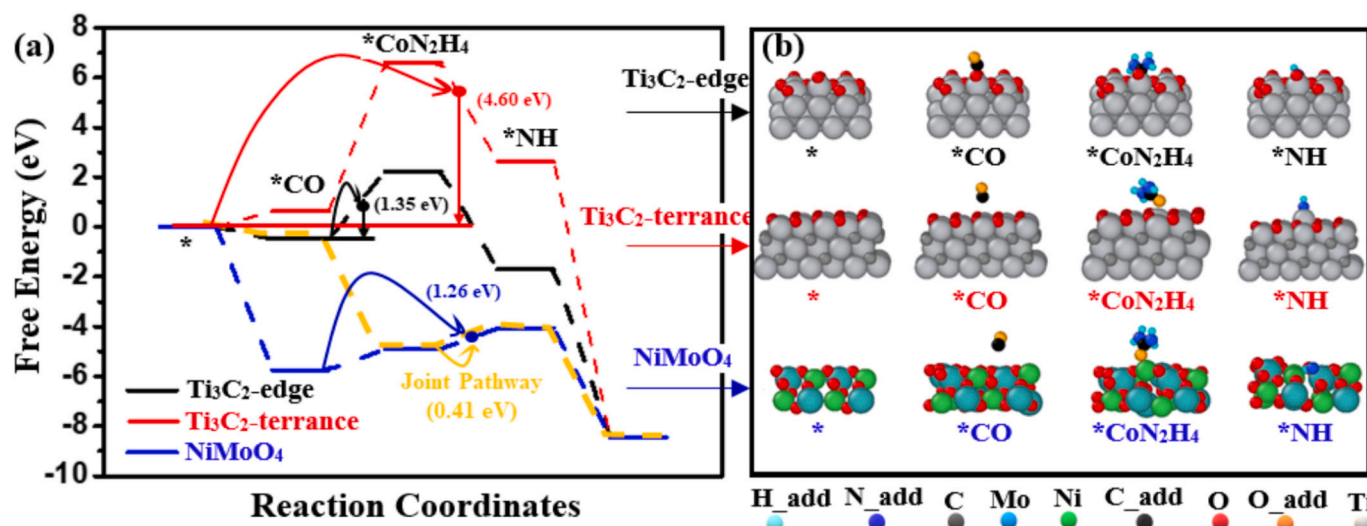 (a)
Free Energy (eV)
8
6
4
2
0
-2
-4
-6
-8
-10
*CoN₂H₄
(4.60 eV)
*NH
*CO
(1.35 eV)
*
(1.26 eV)
Joint Pathway
(0.41 eV)
Ti₃C₂-edge
Ti₃C₂-terrance
NiMoO₄
Reaction Coordinates
Ti₃C₂-edge
Ti₃C₂-terrance
NiMoO₄
(b)
* *CO *CoN₂H₄ *NH
* *CO *CoN₂H₄ *NH
* *CO *CoN₂H₄ *NH
H_add N_add C Mo Ni C_add O O_add Ti